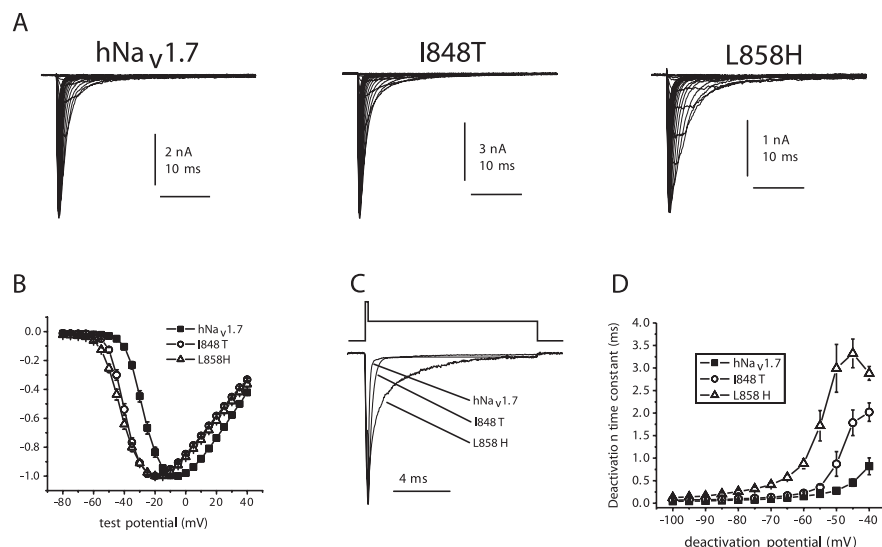 A
hNav1.7
I848T
L858H
2 nA
10 ms
3 nA
10 ms
1 nA
10 ms
B
0.0
-0.2
-0.4
-0.6
-0.8
-1.0
hNav1.7
I848T
L858H
-80 -60 -40 -20 0 20 40
test potential (mV)
C
hNav1.7
I848T
L858H
4 ms
D
Deactivation time constant (ms)
4.0
3.5
3.0
2.5
2.0
1.5
1.0
0.5
0.0
hNav1.7
I848T
L858H
-100 -90 -80 -70 -60 -50 -40
deactivation potential (mV)